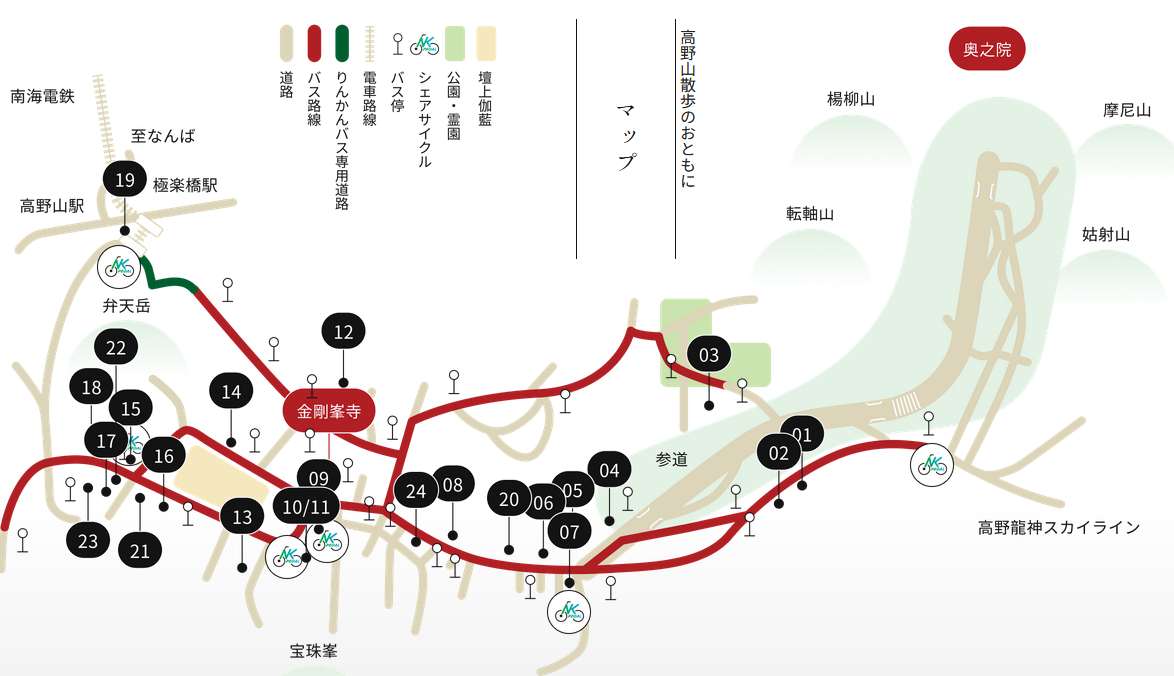 高野山散歩のおともに
マップ
壇上伽藍
公園・霊園
シェアサイクル
バス停
電車路線
りんかんバス専用道路
バス路線
道路
奥之院
南海電鉄
楊柳山
摩尼山
至なんば
19
極楽橋駅
高野山駅
転軸山
姑射山
PEDAL
弁天岳
12
22
03
18
14
15
金剛峯寺
17
16
01
02
参道
04
09
24
08
05
20
06
10/11
13
07
23
21
高野龍神スカイライン
宝珠峯